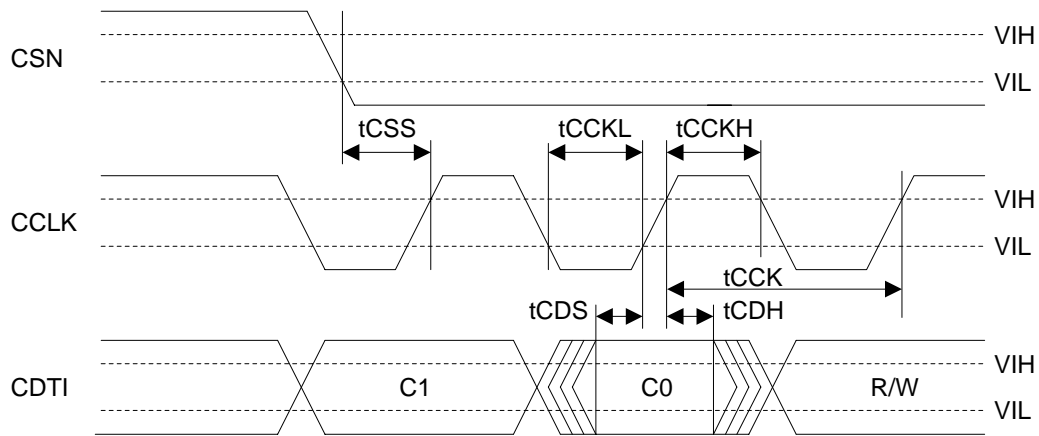 CSN
VIH
VIL
tCSS
tCCKL
tCCKH
CCLK
VIH
VIL
tCCK
tCDS
tCDH
CDTI
C1
C0
R/W
VIH
VIL